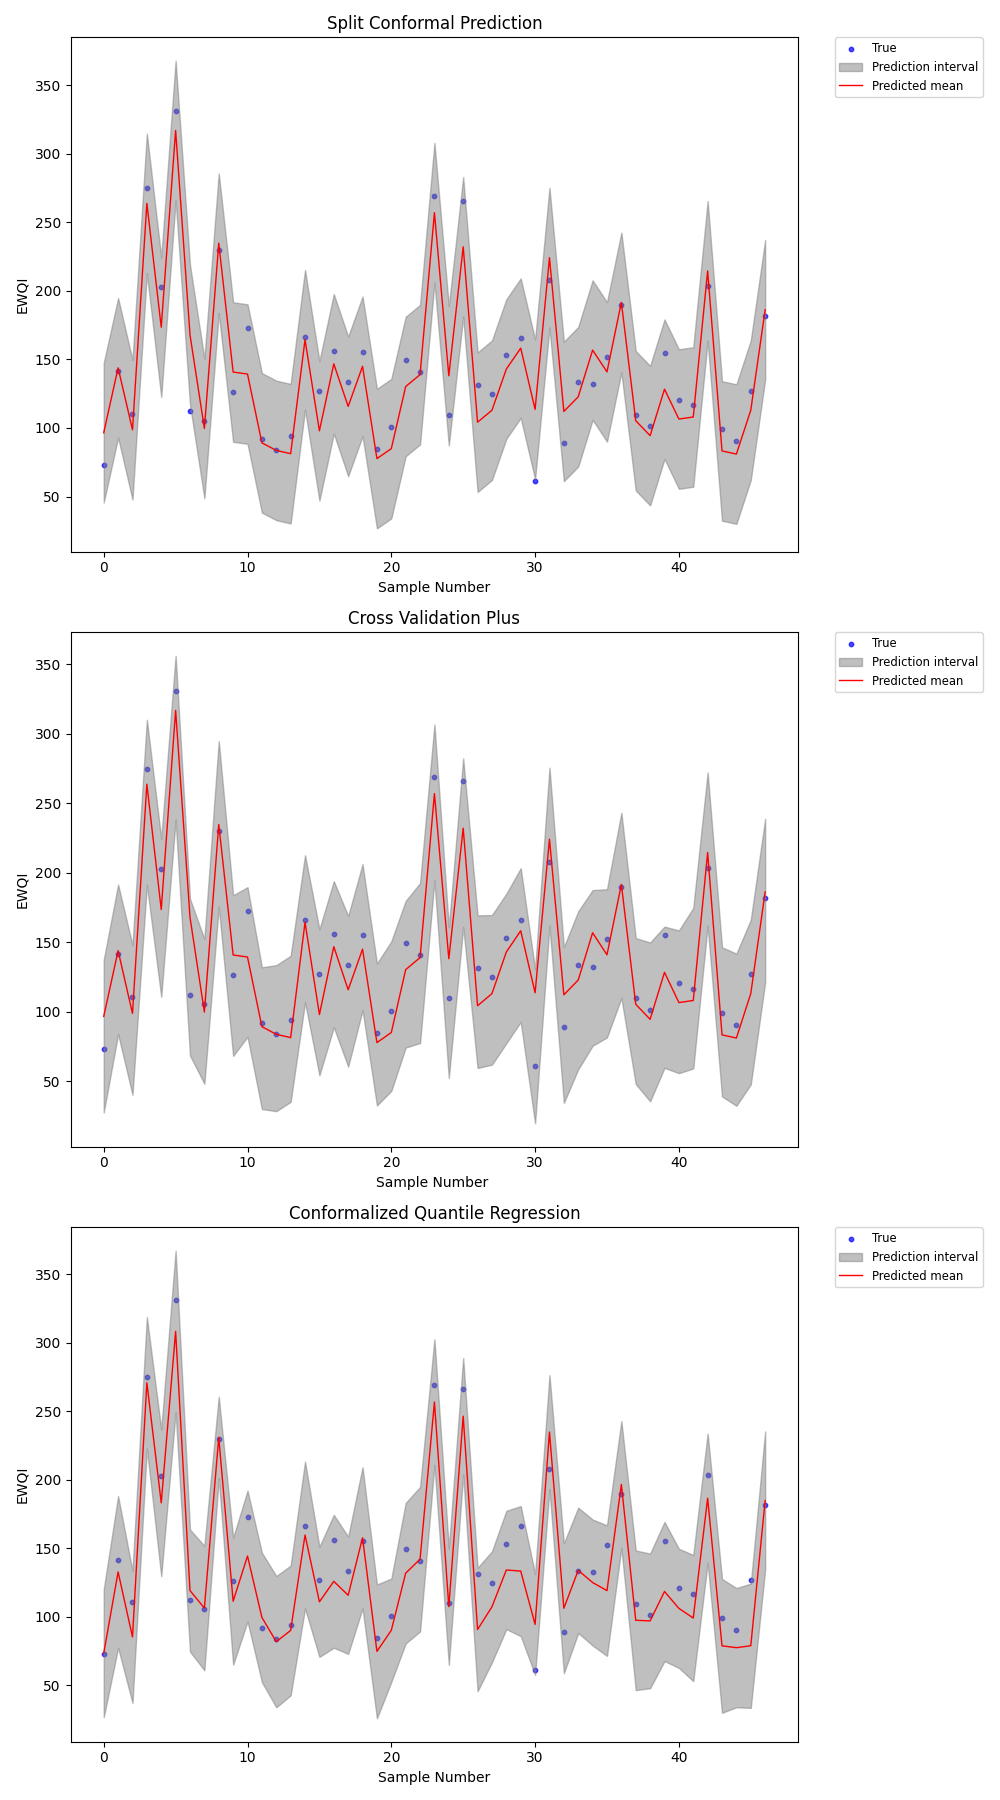 Split Conformal Prediction
True
Prediction interval
Predicted mean
350
300
250
200
150
100
50
EWQI
0 10 20 30 40
Sample Number
Cross Validation Plus
True
Prediction interval
Predicted mean
350
300
250
200
150
100
50
EWQI
0 10 20 30 40
Sample Number
Conformalized Quantile Regression
True
Prediction interval
Predicted mean
350
300
250
200
150
100
50
EWQI
0 10 20 30 40
Sample Number